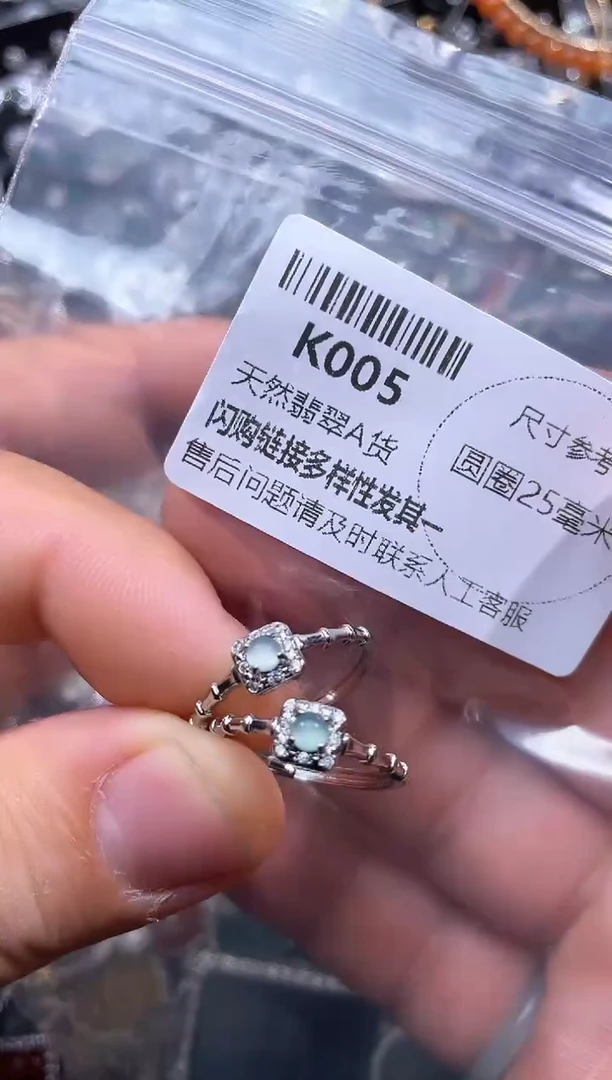 K005
天然翡翠A货
闪购链接多样性发其一
售后问题请及时联系人工客服
尺寸参考
圆圈25毫米